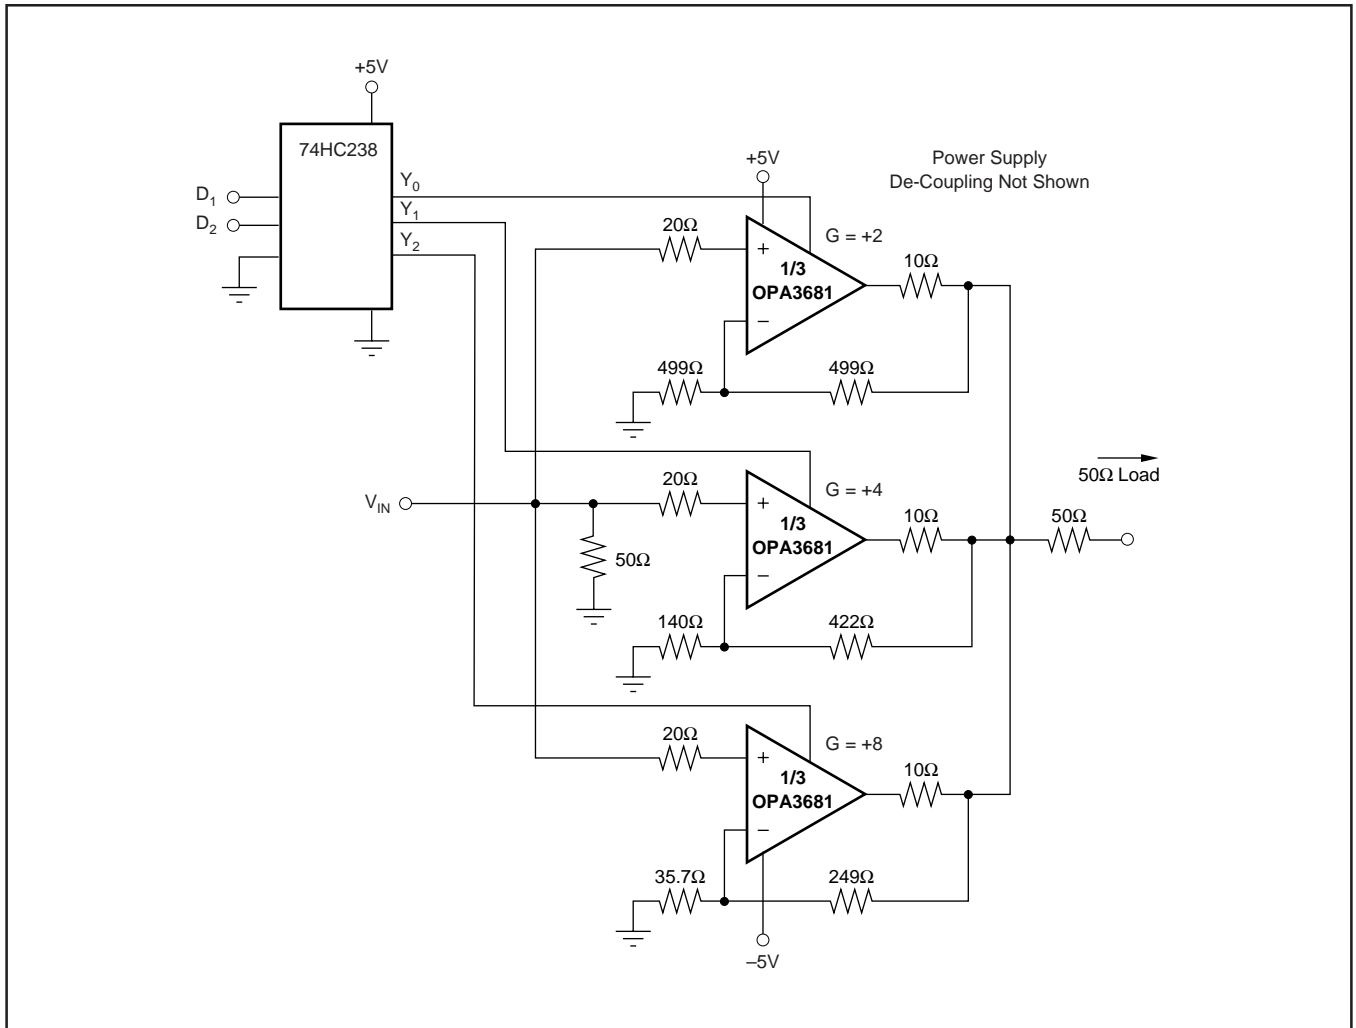 +5V
74HC238
D1
D2
Y0
Y1
Y2
+5V
Power Supply
De-Coupling Not Shown
20Ω
G = +2
+
1/3
OPA3681
–
10Ω
499Ω
499Ω
VIN
50Ω
20Ω
G = +4
+
1/3
OPA3681
–
10Ω
50Ω Load
50Ω
140Ω
422Ω
20Ω
G = +8
+
1/3
OPA3681
–
10Ω
35.7Ω
249Ω
–5V